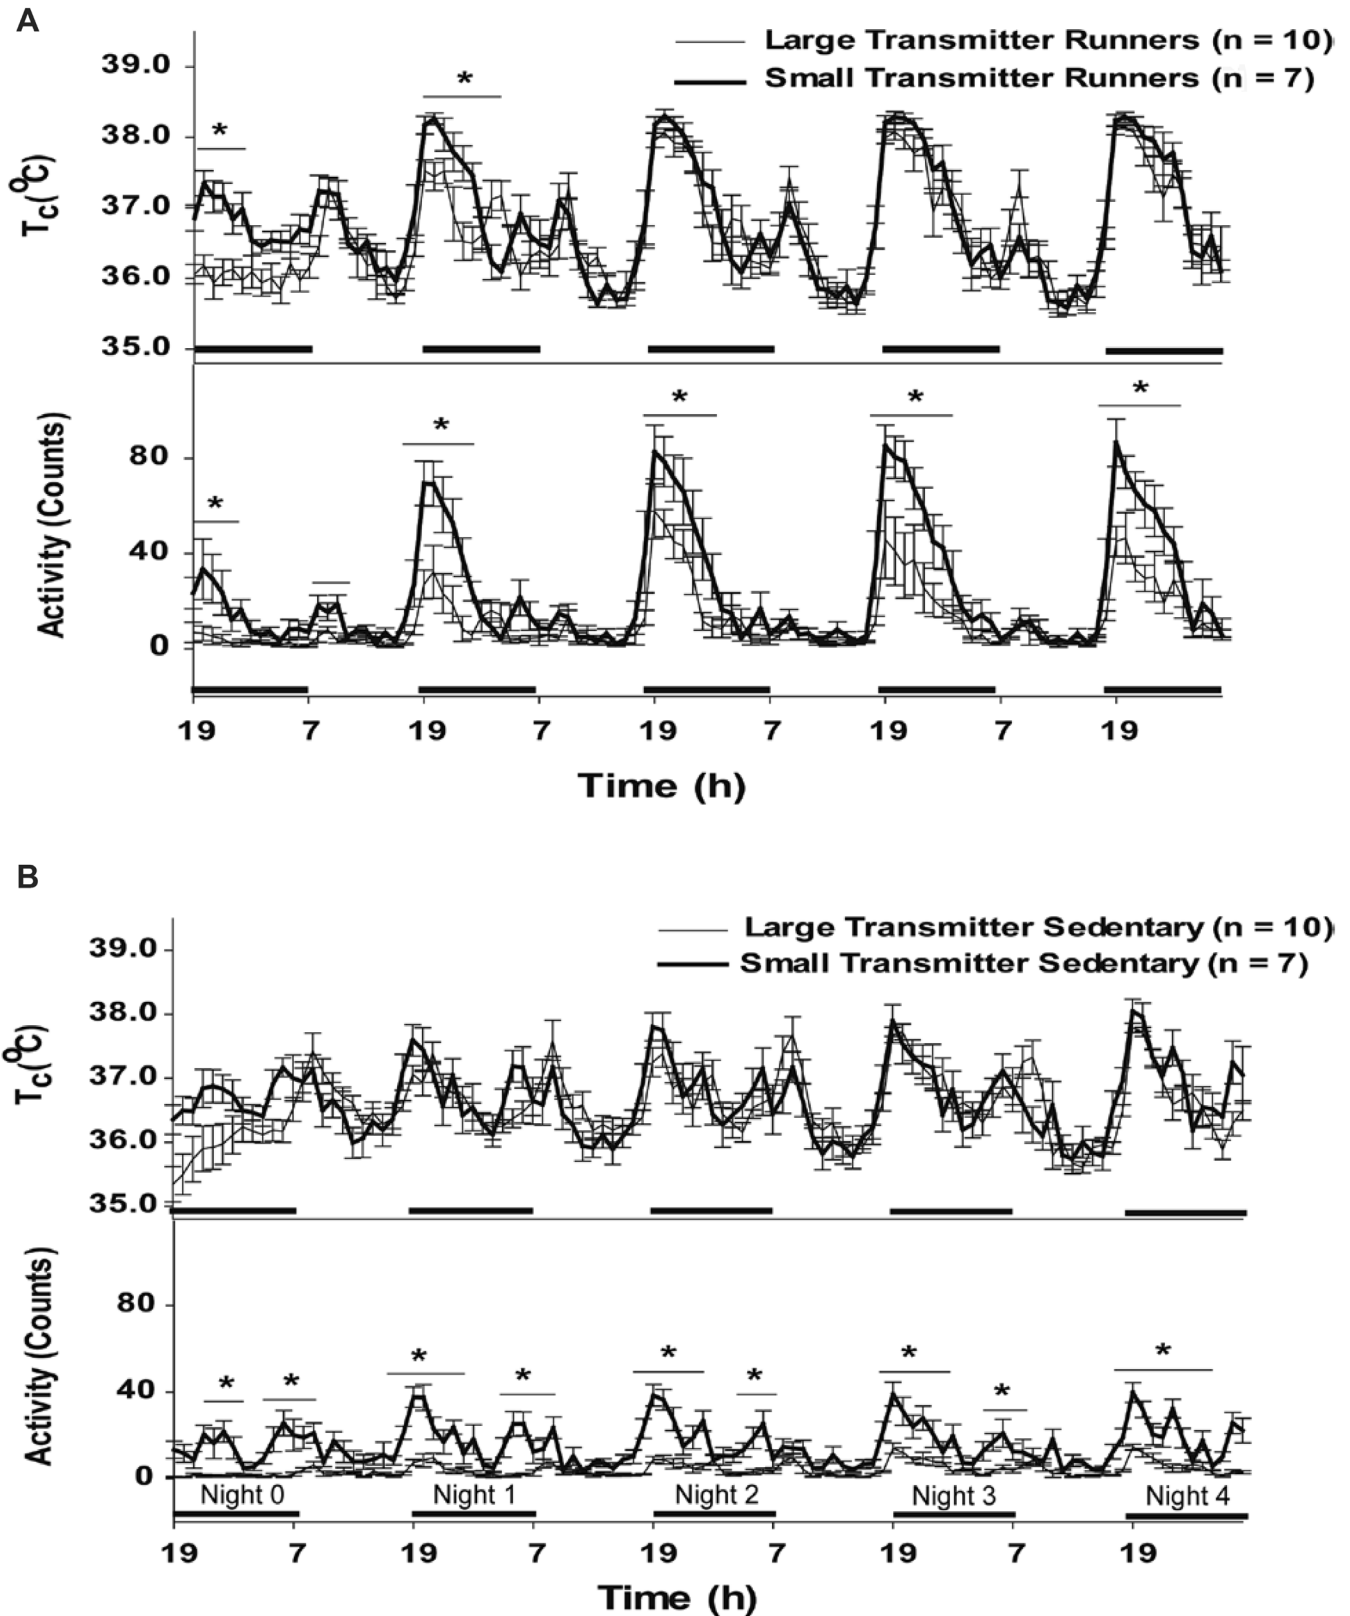 A
Large Transmitter Runners (n = 10)
Small Transmitter Runners (n = 7)
39.0
*
*
38.0
T_C(°C)
37.0
36.0
35.0
*
*
*
*
*
Activity (Counts)
80
40
0
19 7 19 7 19 7 19 7 19
Time (h)
B
Large Transmitter Sedentary (n = 10)
Small Transmitter Sedentary (n = 7)
39.0
38.0
T_C(°C)
37.0
36.0
35.0
Activity (Counts)
80
* * * * * * * * *
40
0
Night 0 Night 1 Night 2 Night 3 Night 4
19 7 19 7 19 7 19 7 19
Time (h)